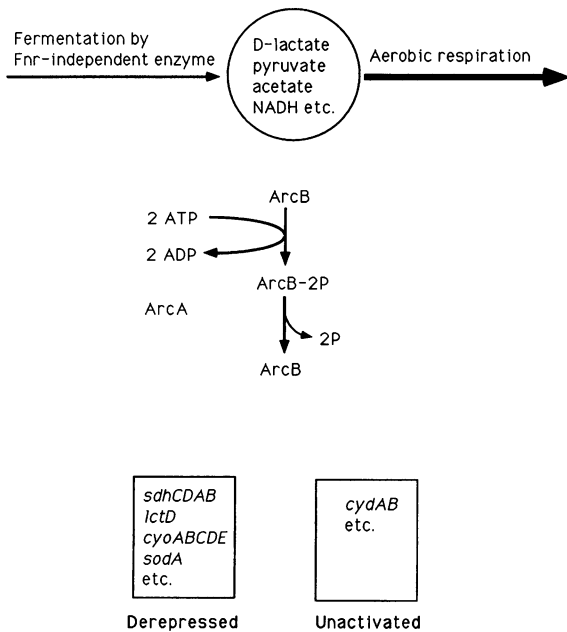 Fermentation by
Fnr-independent enzyme
D-lactate
pyruvate
acetate
NADH etc.
Aerobic respiration
ArcB
2 ATP
2 ADP
ArcB-2P
ArcA
2P
ArcB
sdhCDAB
lctD
cyoABCDE
sodA
etc.
cydAB
etc.
Derepressed
Unactivated